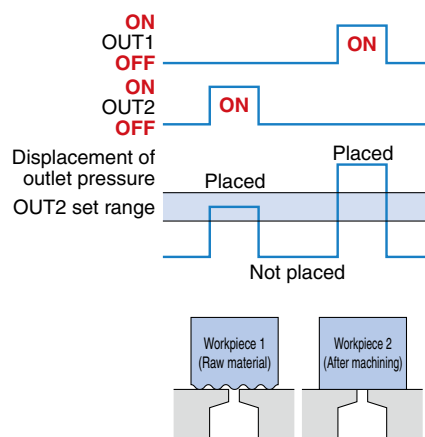 ON
OUT1
ON
OFF
ON
OUT2
ON
OFF
Displacement of
outlet pressure
Placed
Placed
OUT2 set range
Not placed
Workpiece 1
(Raw material)
Workpiece 2
(After machining)